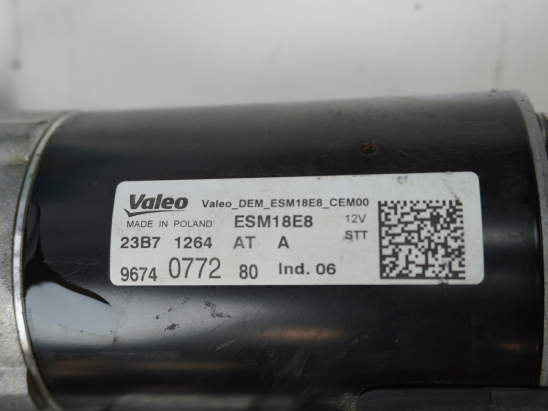 Valeo Valeo_DEM_ESM18E8_CEM00
MADE IN POLAND ESM18E8 12V
23B7 1264 AT A STT
9674 0772 80 Ind. 06